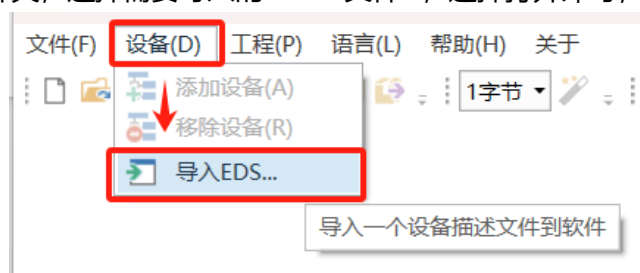 文件(F) 设备(D) 工程(P) 语言(L) 帮助(H) 关于
添加设备(A) 1字节
移除设备(R)
导入EDS...
导入一个设备描述文件到软件